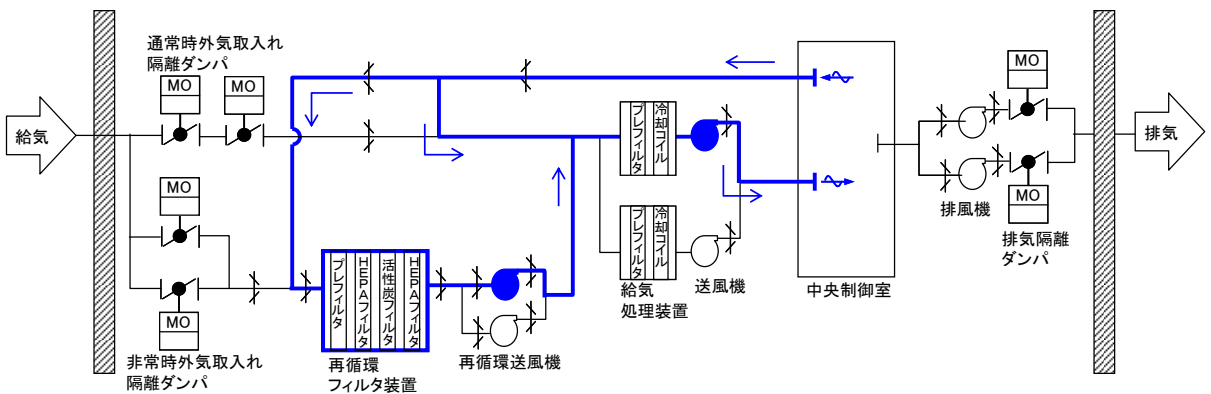 通常時外気取入れ
隔離ダンパ
MO
MO
給気
MO
MO
非常時外気取入れ
隔離ダンパ
プレフィルタ
HEPAフィルタ
活性炭フィルタ
HEPAフィルタ
再循環
フィルタ装置
再循環送風機
プレフィルタ
冷却コイル
プレフィルタ
冷却コイル
給気
処理装置
送風機
中央制御室
排風機
MO
MO
排気隔離
ダンパ
排気